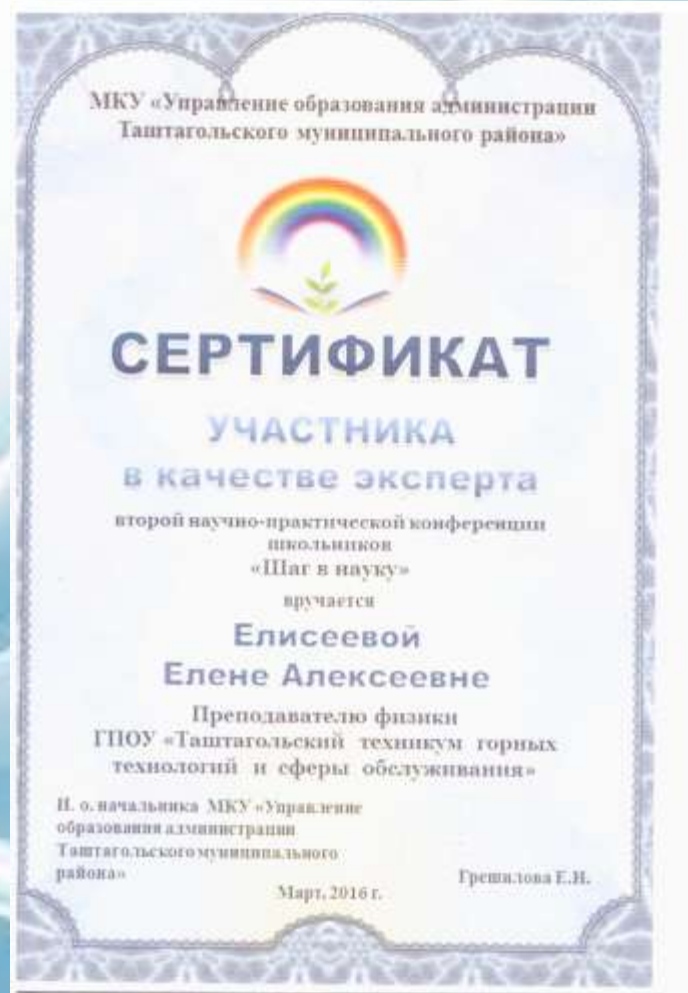 МКУ «Управление образования администрации
Таштагольского муниципального района»
СЕРТИФИКАТ
УЧАСТНИКА
в качестве эксперта
второй научно-практической конференции
школьников
«Шаг в науку»
вручается
Елисеевой
Елене Алексеевне
Преподавателю физики
ГПОУ «Таштагольский техникум горных
технологий и сферы обслуживания»
И. о. начальника МКУ «Управление
образования администрации
Таштагольского муниципального
района»
Грешилова Е.Н.
Март, 2016 г.